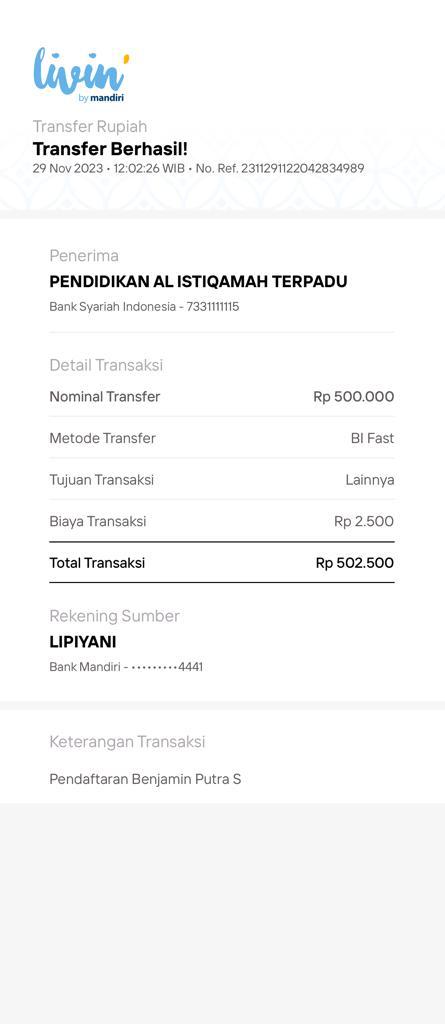 livin'
by mandiri
Transfer Rupiah
Transfer Berhasil!
29 Nov 2023 • 12:02:26 WIB • No. Ref. 2311291122042834989
Penerima
PENDIDIKAN AL ISTIQAMAH TERPADU
Bank Syariah Indonesia - 7331111115
Detail Transaksi
Nominal Transfer Rp 500.000
Metode Transfer BI Fast
Tujuan Transaksi Lainnya
Biaya Transaksi Rp 2.500
Total Transaksi Rp 502.500
Rekening Sumber
LIPIYANI
Bank Mandiri - •••••••••4441
Keterangan Transaksi
Pendaftaran Benjamin Putra S